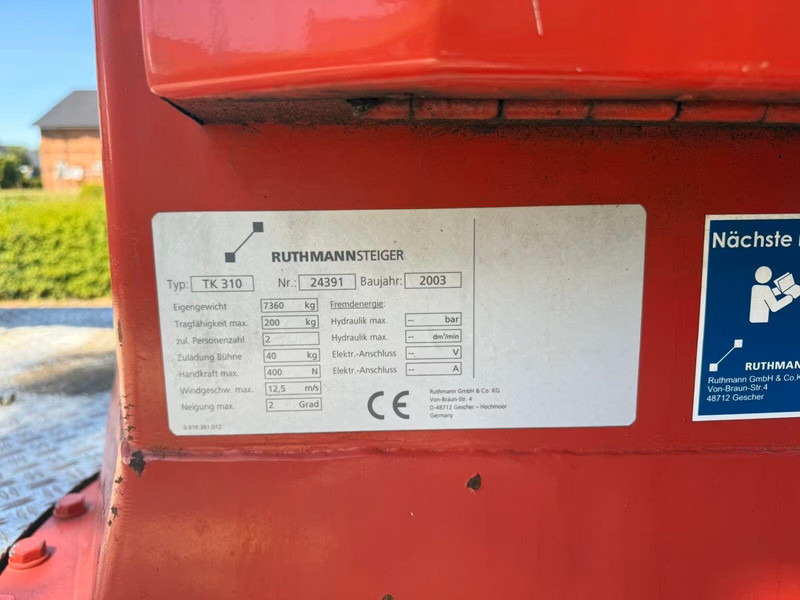 RUTHMANNSTEIGER
Typ: TK 310 Nr.: 24391 Baujahr: 2003
Eigengewicht 7360 kg Fremdenergie:
Tragfähigkeit max. 200 kg Hydraulik max. -- bar
zul. Personenzahl 2 Hydraulik max. -- dm³/min
Zuladung Bühne 40 kg Elektr.-Anschluss -- V
Handkraft max. 400 N Elektr.-Anschluss -- A
Windgeschw. max. 12,5 m/s
Neigung max. 2 Grad
CE
Ruthmann GmbH & Co. KG
Von-Braun-Str. 4
D-48712 Gescher - Hochmoor
Germany
Nächste
RUTHMANN
Ruthmann GmbH & Co.
Von-Braun-Str.4
48712 Gescher